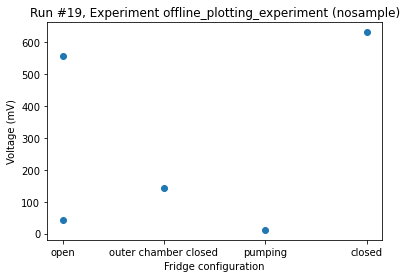 Run #19, Experiment offline_plotting_experiment (nosample)
600
500
400
300
200
100
0
Voltage (mV)
open
outer chamber closed
pumping
closed
Fridge configuration